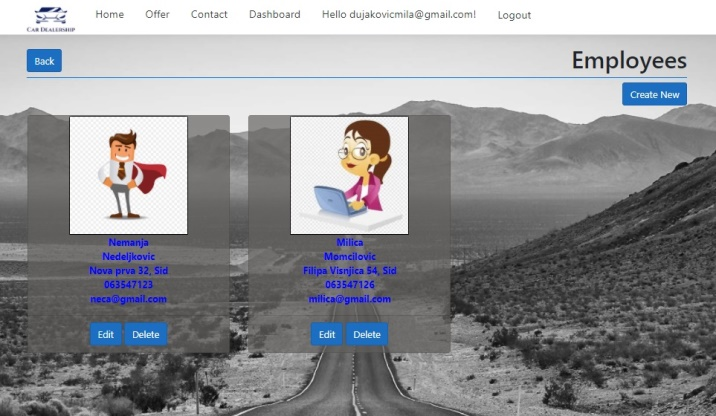 CAR DEALERSHIP
Home Offer Contact Dashboard Hello dujakovicmila@gmail.com! Logout
Back
Employees
Create New
Nemanja
Nedeljkovic
Nova prva 32, Sid
063547123
neca@gmail.com
Edit Delete
Milica
Momcilovic
Filipa Visnjica 54, Sid
063547126
milica@gmail.com
Edit Delete